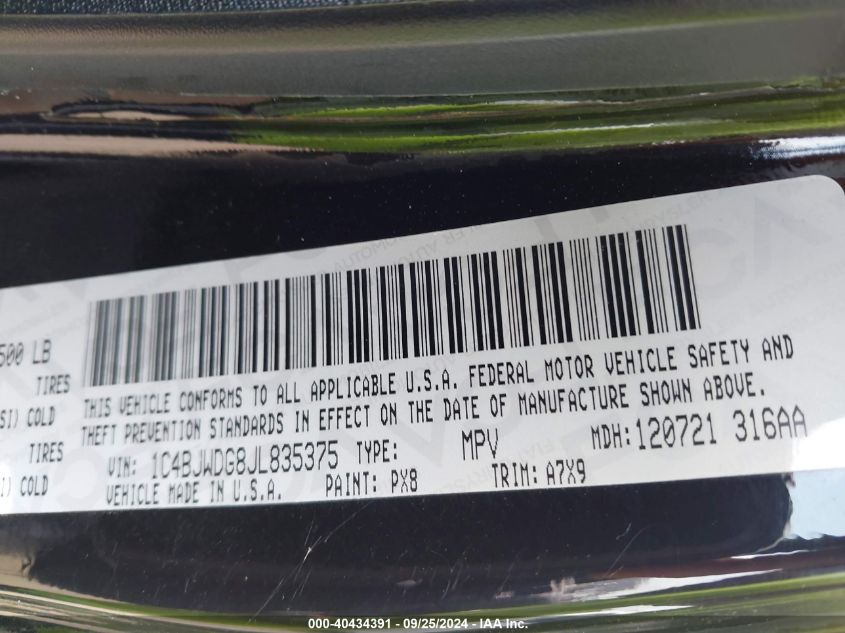 500 LB
TIRES
SI) COLD
TIRES
I) COLD
THIS VEHICLE CONFORMS TO ALL APPLICABLE U.S.A. FEDERAL MOTOR VEHICLE SAFETY AND
THEFT PREVENTION STANDARDS IN EFFECT ON THE DATE OF MANUFACTURE SHOWN ABOVE.
VIN: 1C4BJWDG8JL835375 TYPE: MPV MDH: 120721 316AA
VEHICLE MADE IN U.S.A. PAINT: PX8 TRIM: A7X9
000-40434391 - 09/25/2024 - IAA Inc.